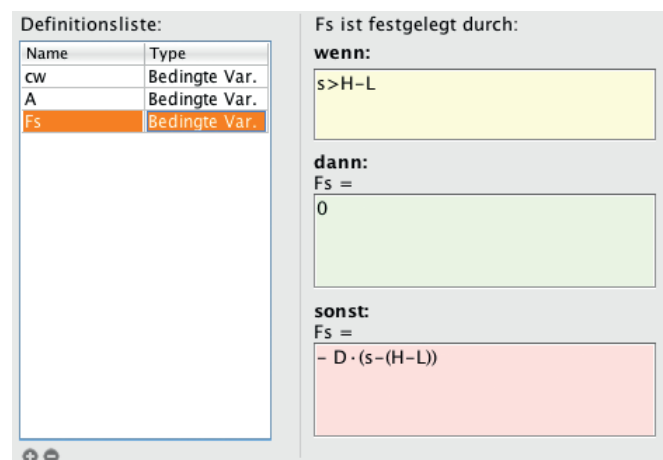 Definitionsliste:
Name Type
cw Bedingte Var.
A Bedingte Var.
Fs Bedingte Var.
Fs ist festgelegt durch:
wenn:
s>H-L
dann:
Fs =
0
sonst:
Fs =
- D·(s-(H-L))